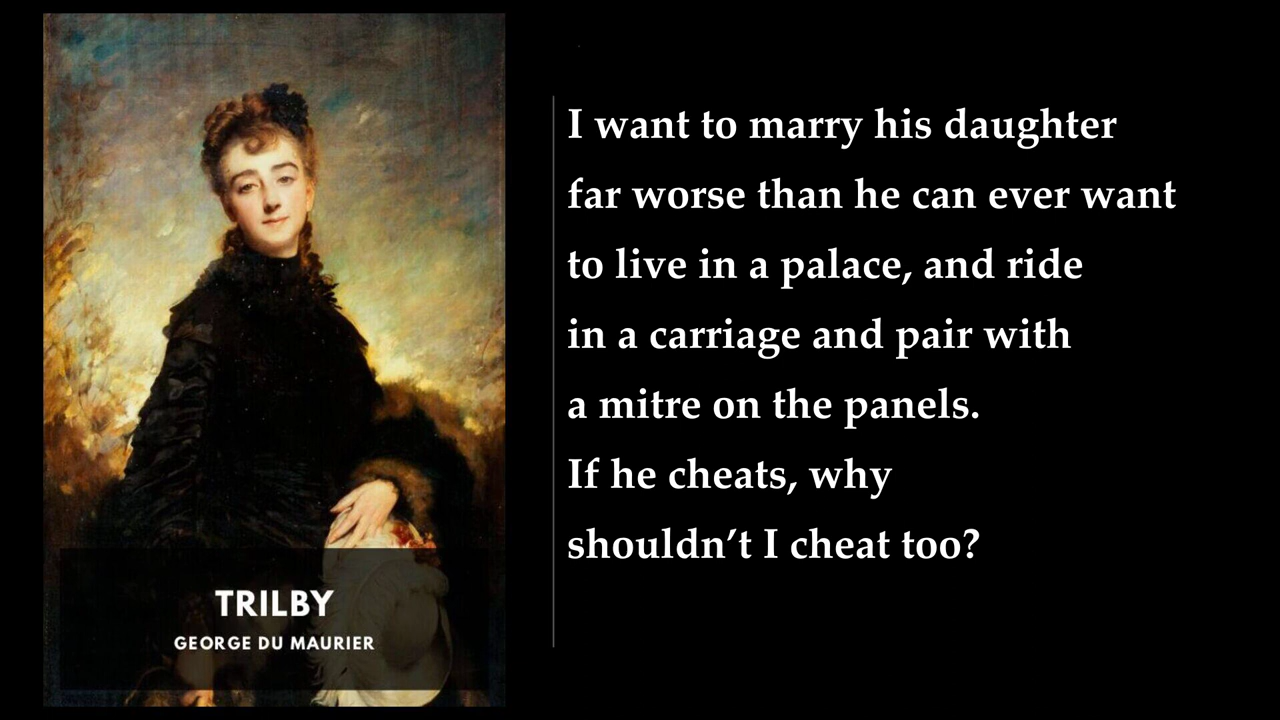 TRILBY
GEORGE DU MAURIER
I want to marry his daughter
far worse than he can ever want
to live in a palace, and ride
in a carriage and pair with
a mitre on the panels.
If he cheats, why
shouldn’t I cheat too?